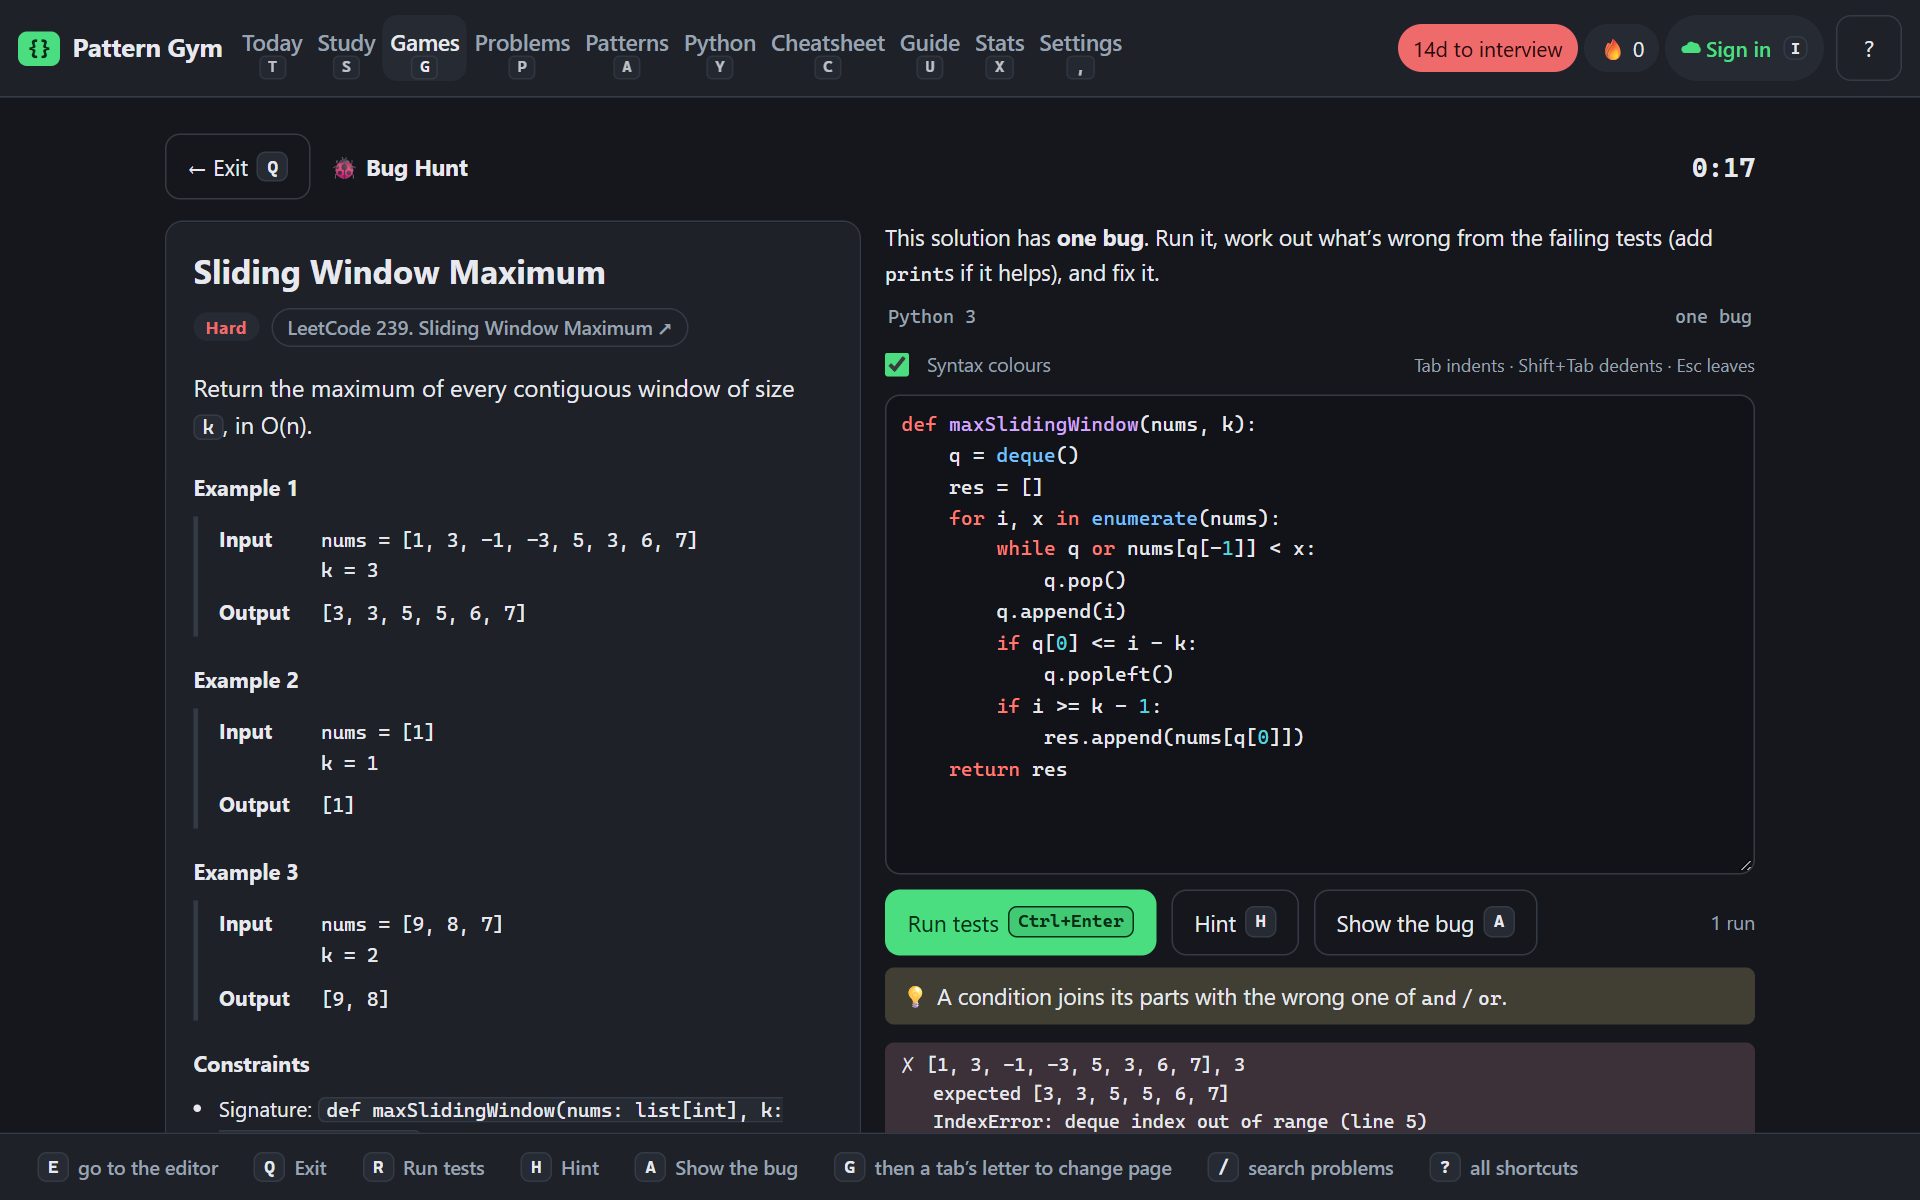 {} Pattern Gym
Today T
Study S
Games G
Problems P
Patterns A
Python Y
Cheatsheet C
Guide U
Stats X
Settings ,
14d to interview
0
Sign in I
?
← Exit Q
Bug Hunt
0:17
Sliding Window Maximum
Hard
LeetCode 239. Sliding Window Maximum ↗
Return the maximum of every contiguous window of size
k, in O(n).
Example 1
Input nums = [1, 3, -1, -3, 5, 3, 6, 7]
k = 3
Output [3, 3, 5, 5, 6, 7]
Example 2
Input nums = [1]
k = 1
Output [1]
Example 3
Input nums = [9, 8, 7]
k = 2
Output [9, 8]
Constraints
• Signature: def maxSlidingWindow(nums: list[int], k:
This solution has one bug. Run it, work out what’s wrong from the failing tests (add
prints if it helps), and fix it.
Python 3 one bug
Syntax colours Tab indents · Shift+Tab dedents · Esc leaves
def maxSlidingWindow(nums, k):
    q = deque()
    res = []
    for i, x in enumerate(nums):
        while q or nums[q[-1]] < x:
            q.pop()
        q.append(i)
        if q[0] <= i - k:
            q.popleft()
        if i >= k - 1:
            res.append(nums[q[0]])
    return res
Run tests Ctrl+Enter
Hint H
Show the bug A
1 run
💡 A condition joins its parts with the wrong one of and / or.
✗ [1, 3, -1, -3, 5, 3, 6, 7], 3
expected [3, 3, 5, 5, 6, 7]
IndexError: deque index out of range (line 5)
E go to the editor Q Exit R Run tests H Hint A Show the bug G then a tab’s letter to change page / search problems ? all shortcuts